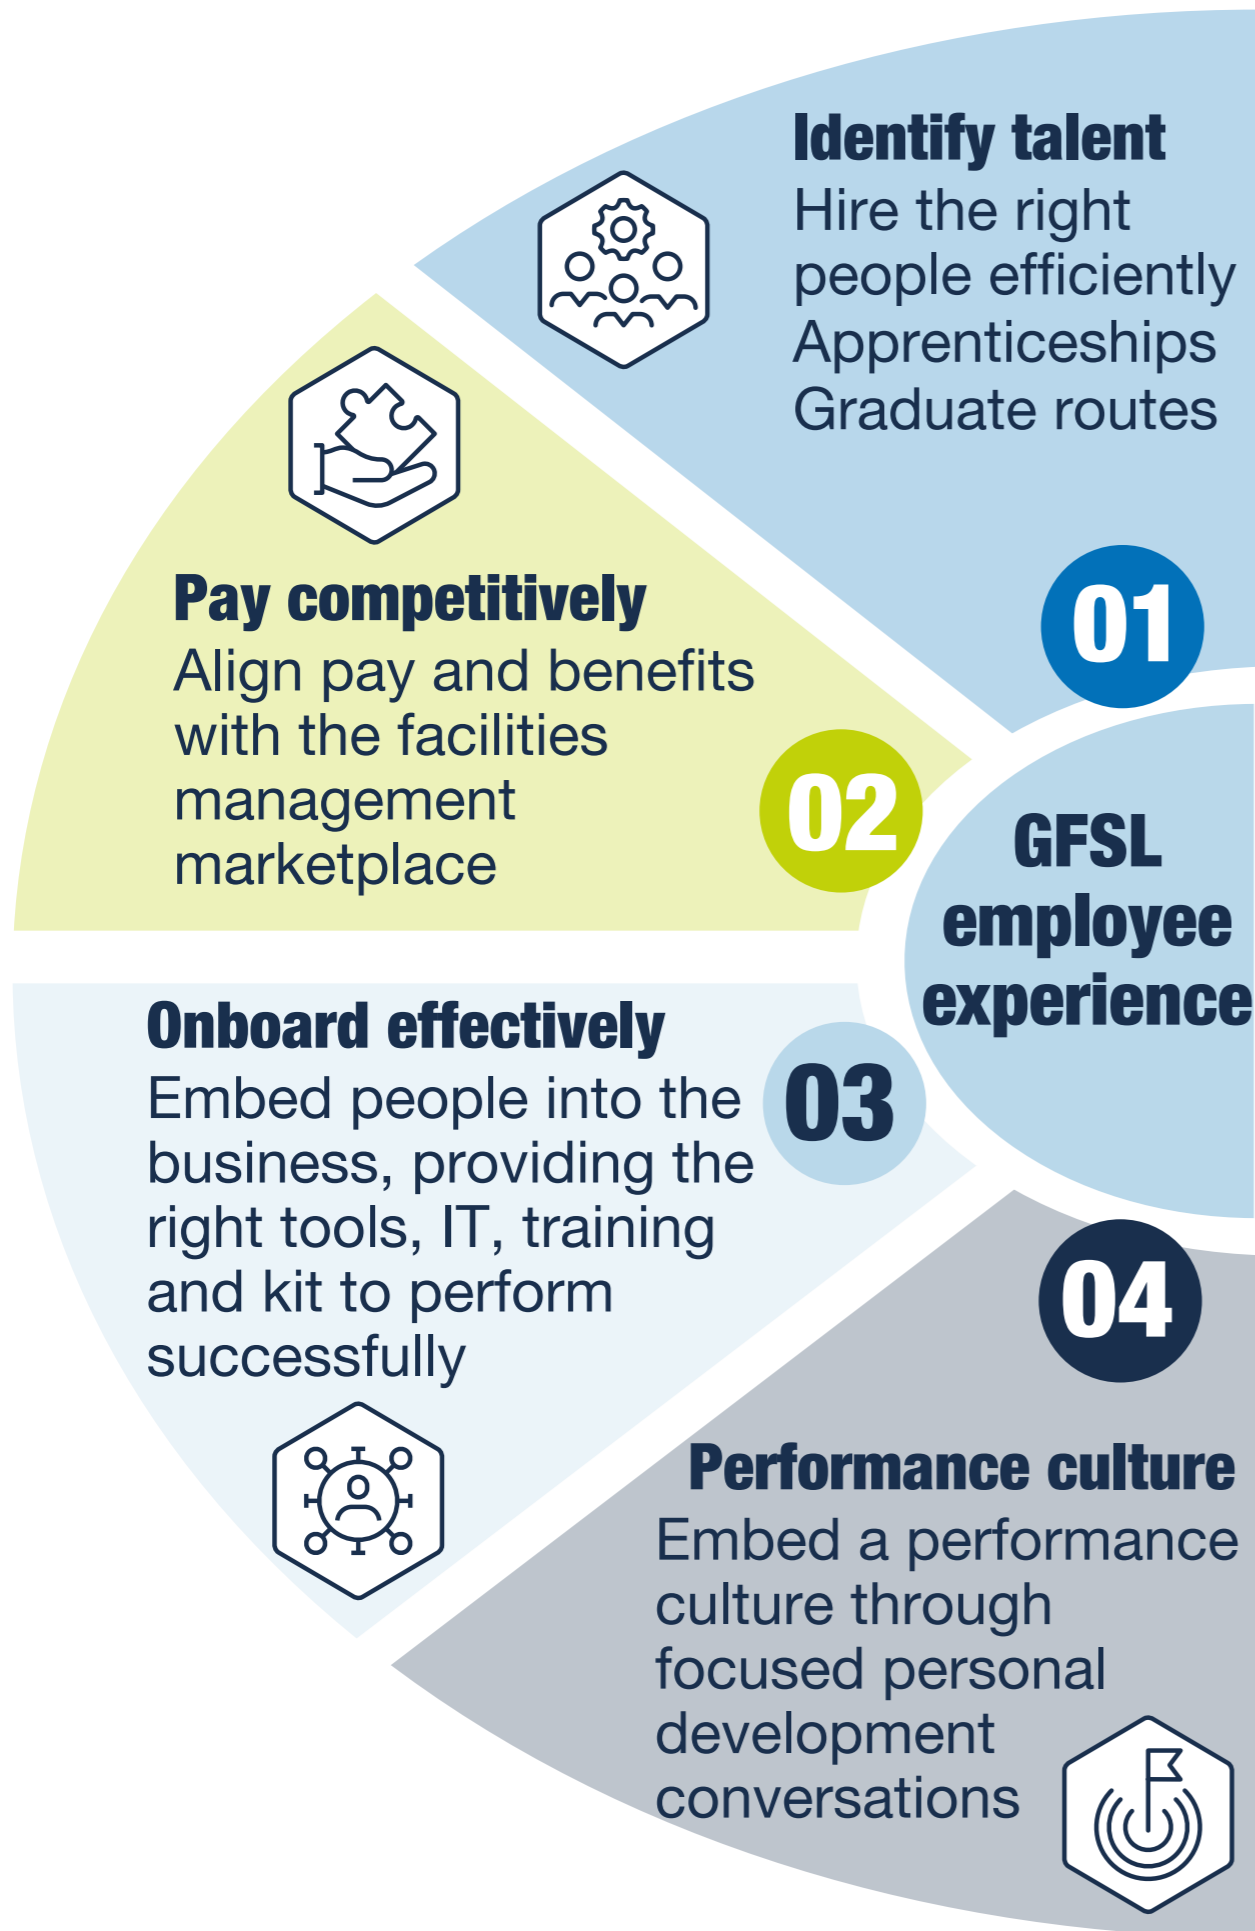 Identify talent
Hire the right
people efficiently
Apprenticeships
Graduate routes
01
Pay competitively
Align pay and benefits
with the facilities
management
marketplace
02
GFSL
employee
experience
Onboard effectively
Embed people into the
business, providing the
right tools, IT, training
and kit to perform
successfully
03
04
Performance culture
Embed a performance
culture through
focused personal
development
conversations